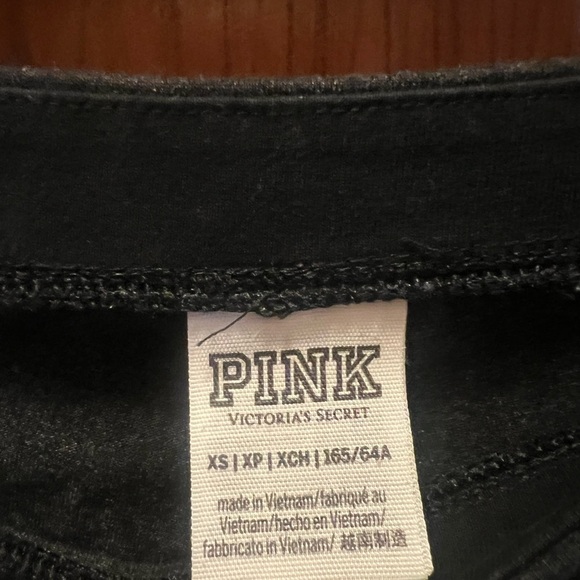 PINK
VICTORIA'S SECRET
XS | XP | XCH | 165/64A
made in Vietnam/fabriqué au
Vietnam/hecho en Vietnam/
fabbricato in Vietnam/ 越南制造